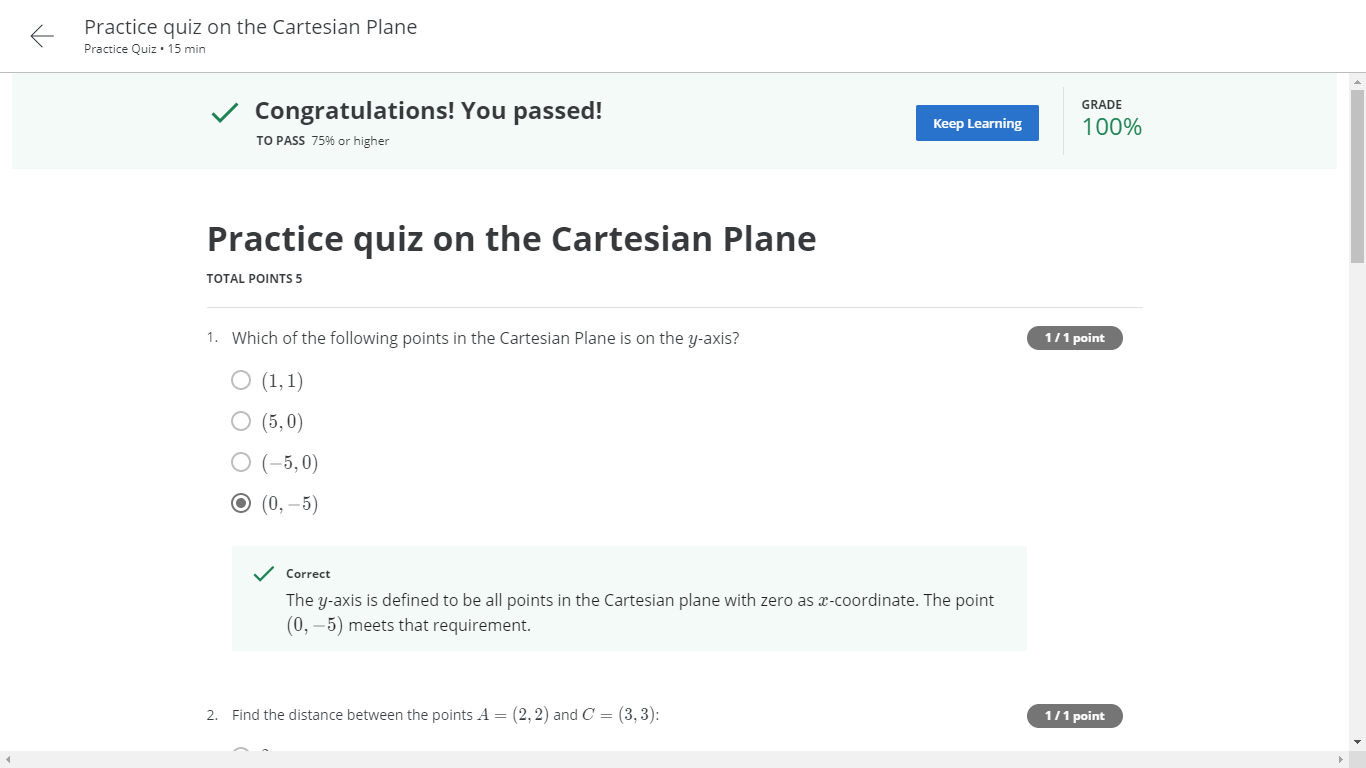 Practice quiz on the Cartesian Plane
Practice Quiz • 15 min
Congratulations! You passed!
TO PASS 75% or higher
Keep Learning
GRADE
100%
Practice quiz on the Cartesian Plane
TOTAL POINTS 5
1. Which of the following points in the Cartesian Plane is on the y-axis?
1 / 1 point
(1, 1)
(5, 0)
(−5, 0)
(0, −5)
Correct
The y-axis is defined to be all points in the Cartesian plane with zero as x-coordinate. The point
(0, −5) meets that requirement.
2. Find the distance between the points A = (2, 2) and C = (3, 3):
1 / 1 point